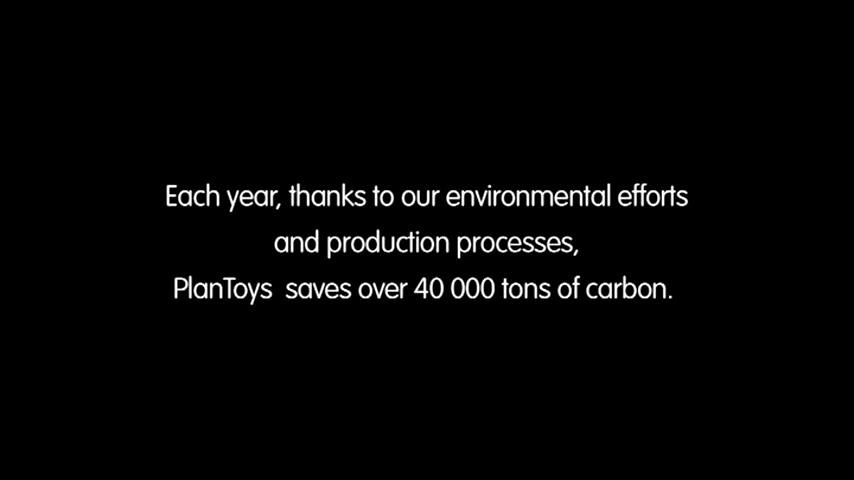 Each year, thanks to our environmental efforts
and production processes,
PlanToys  saves over 40 000 tons of carbon.